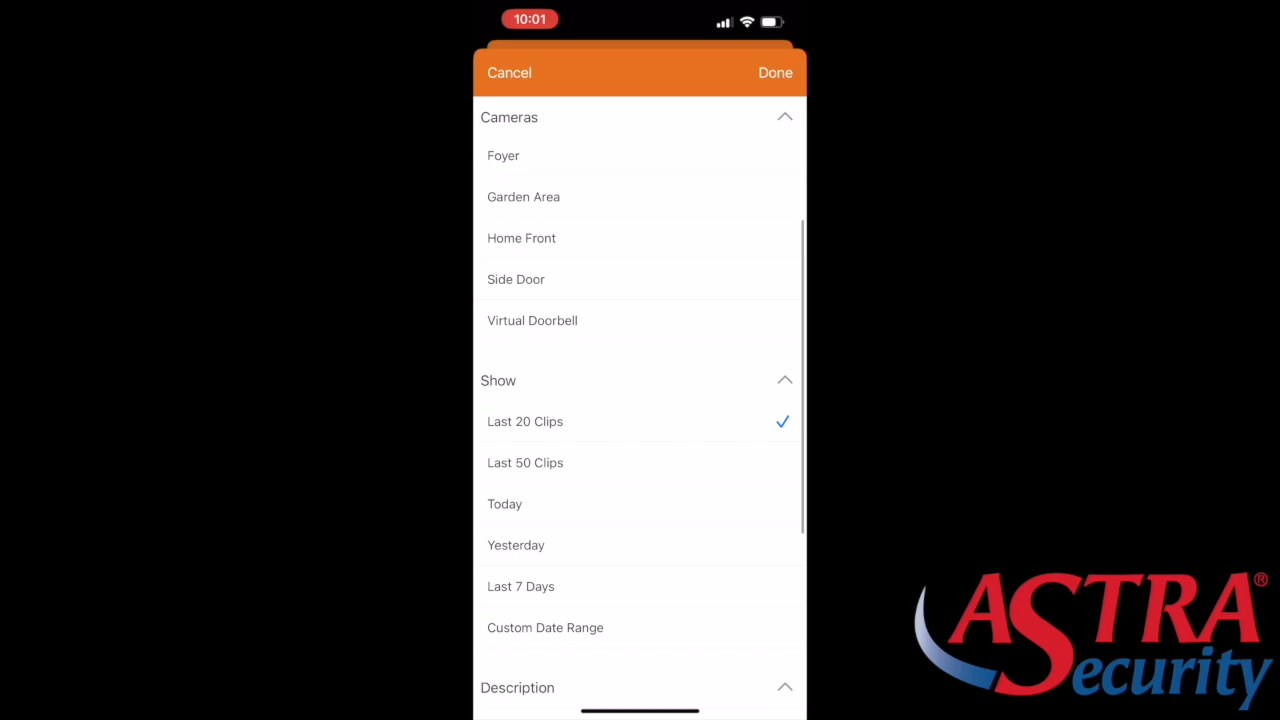 10:01
Cancel
Done
Cameras
Foyer
Garden Area
Home Front
Side Door
Virtual Doorbell
Show
Last 20 Clips
Last 50 Clips
Today
Yesterday
Last 7 Days
Custom Date Range
Description
ASTRA®
Security